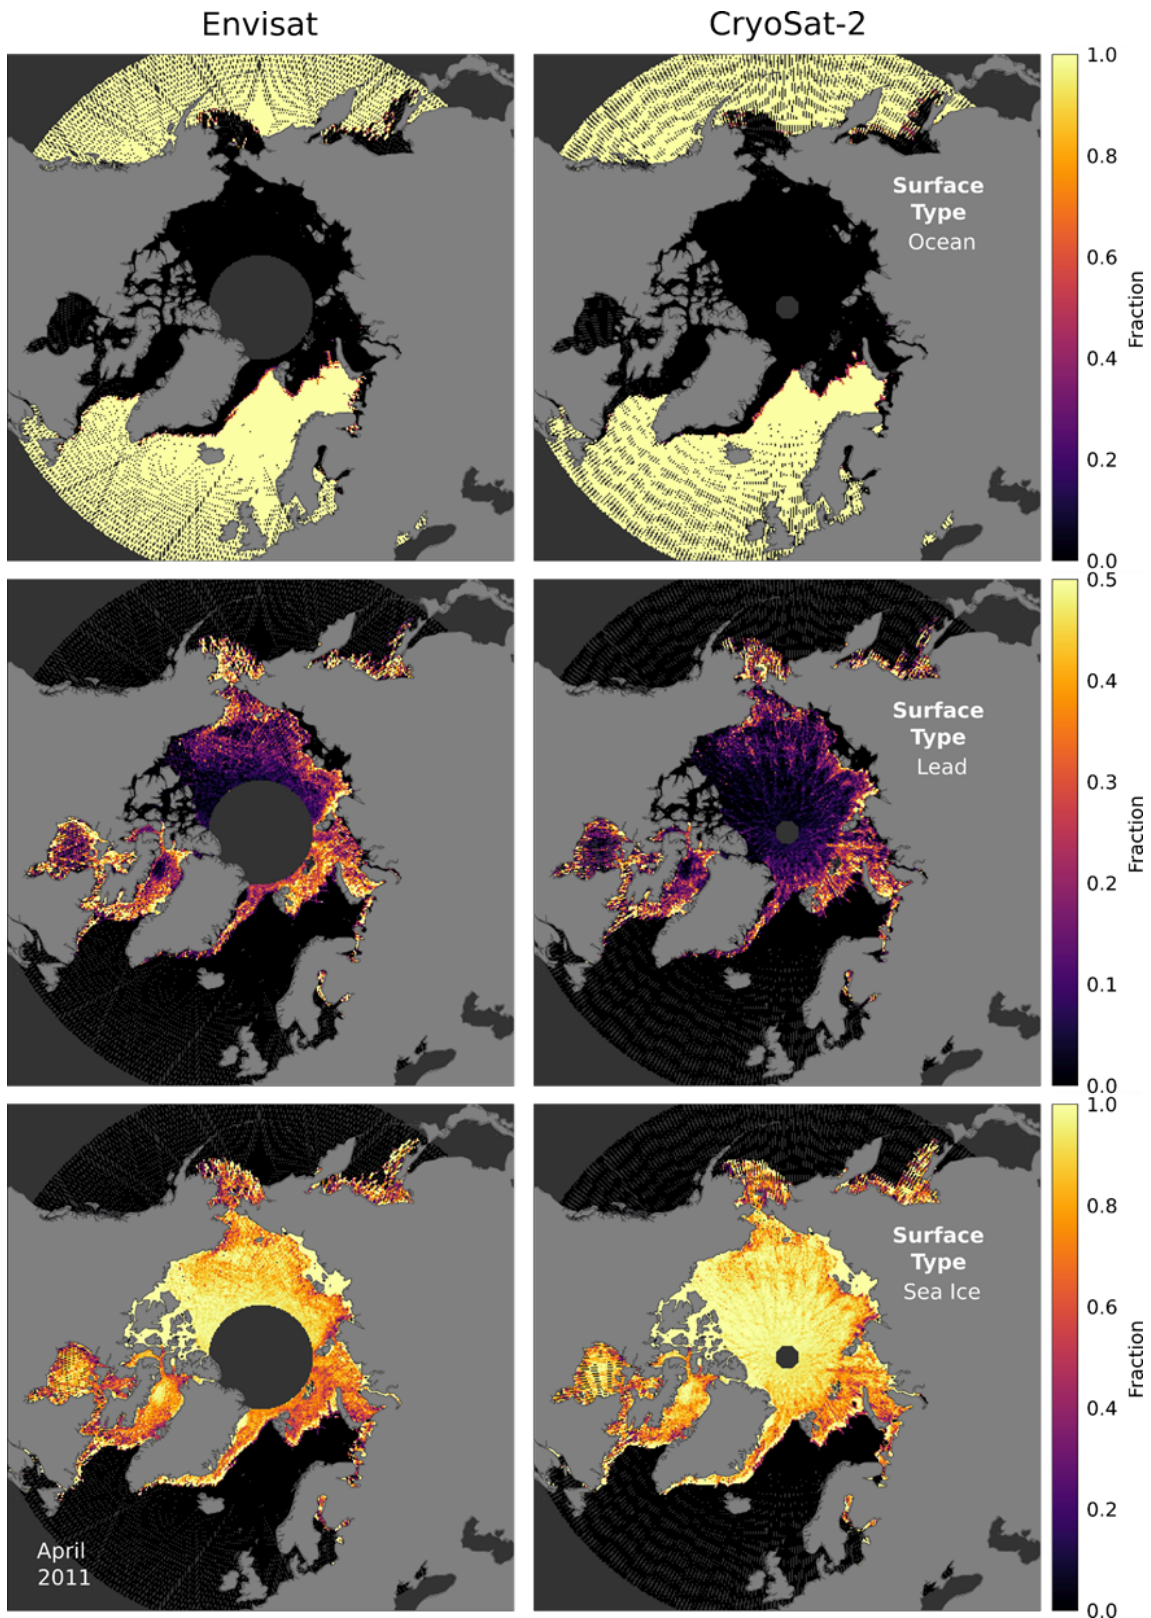 Envisat
CryoSat-2
Surface
Type
Ocean
1.0
0.8
0.6
0.4
0.2
0.0
Fraction
Surface
Type
Lead
0.5
0.4
0.3
0.2
0.1
0.0
Fraction
Surface
Type
Sea Ice
1.0
0.8
0.6
0.4
0.2
0.0
Fraction
April
2011